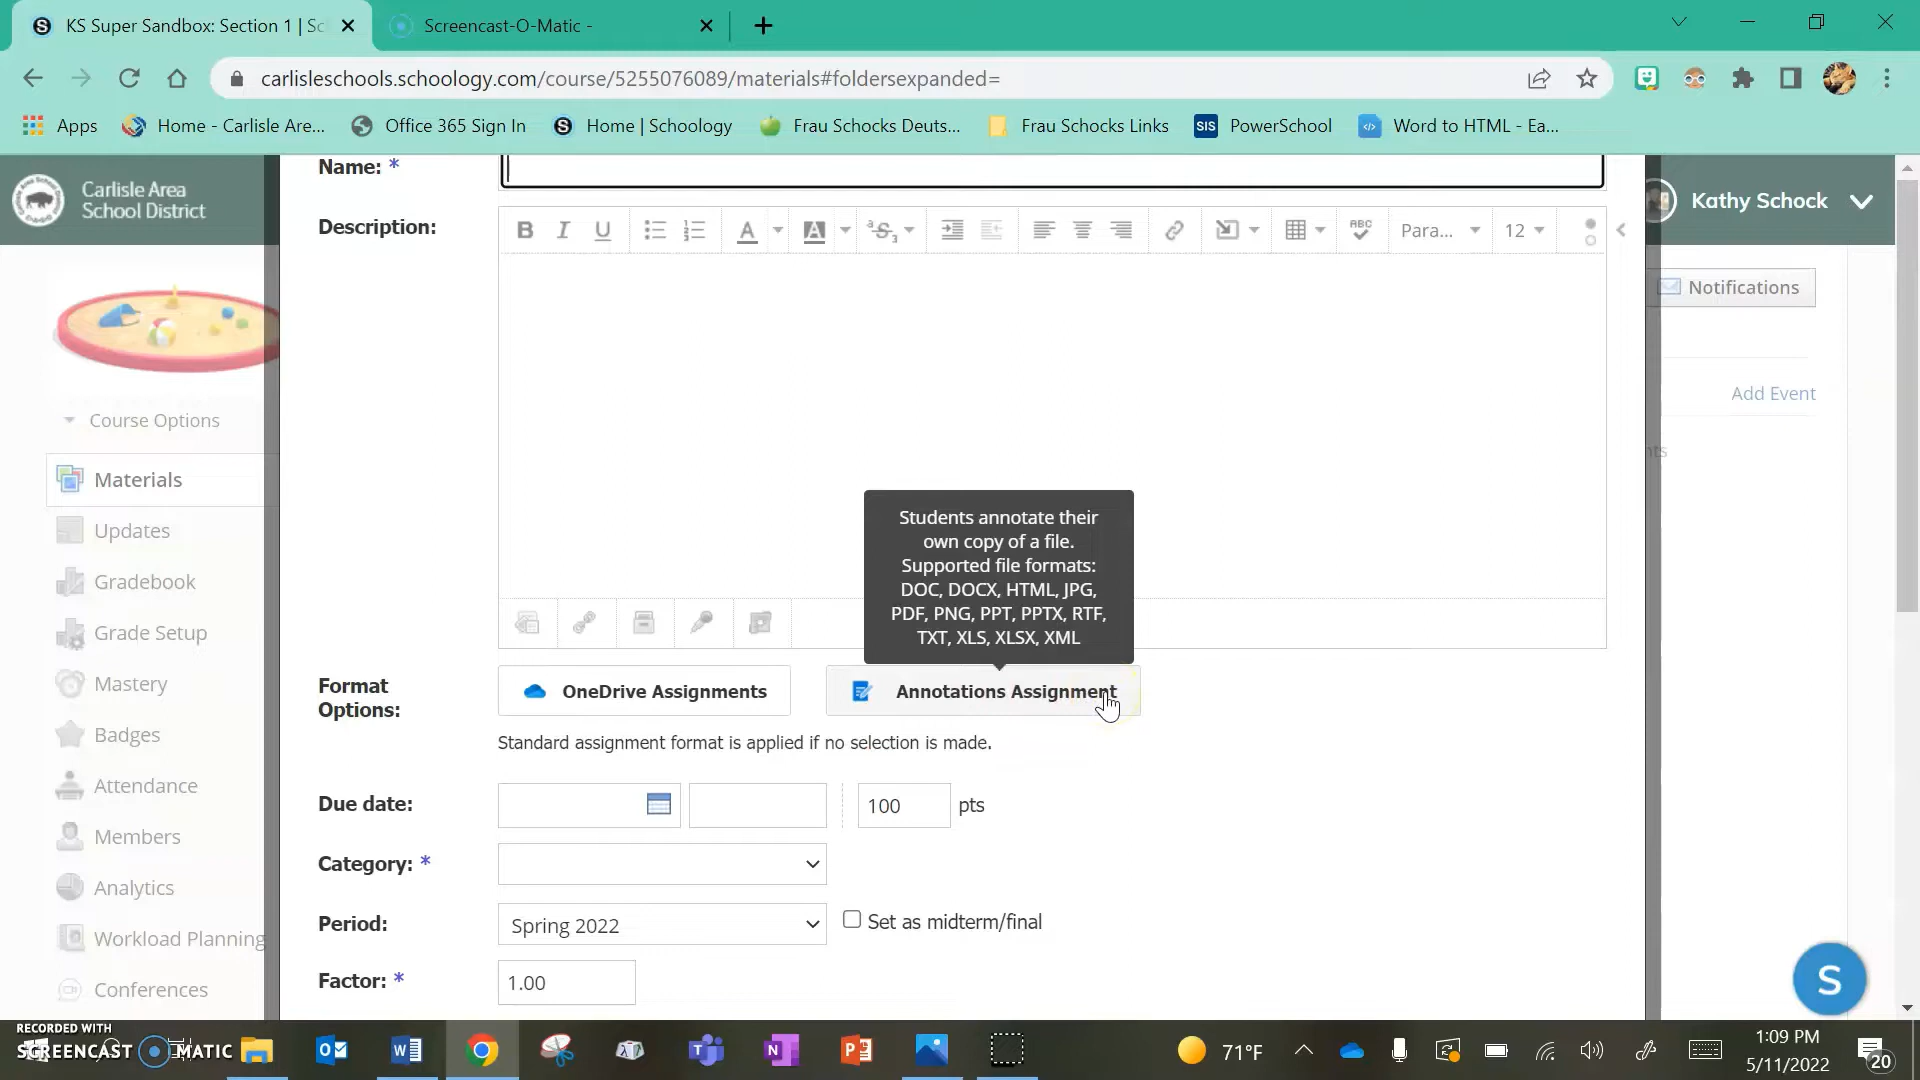 KS Super Sandbox: Section 1 | Sc
Screencast-O-Matic -
carlisleschools.schoology.com/course/5255076089/materials#foldersexpanded=
Apps
Home - Carlisle Are...
Office 365 Sign In
Home | Schoology
Frau Schocks Deuts...
Frau Schocks Links
SIS PowerSchool
Word to HTML - Ea...
Carlisle Area
School District
Kathy Schock
Notifications
Add Event
Course Options
Materials
Updates
Gradebook
Grade Setup
Mastery
Badges
Attendance
Members
Analytics
Workload Planning
Conferences
Name: *
Description:
B I U
ABC
Para...
12
Students annotate their
own copy of a file.
Supported file formats:
DOC, DOCX, HTML, JPG,
PDF, PNG, PPT, PPTX, RTF,
TXT, XLS, XLSX, XML
Format
Options:
OneDrive Assignments
Annotations Assignment
Standard assignment format is applied if no selection is made.
Due date:
100 pts
Category: *
Period:
Spring 2022
Set as midterm/final
Factor: *
1.00
S
RECORDED WITH
SCREENCAST MATIC
71°F
1:09 PM
5/11/2022
20